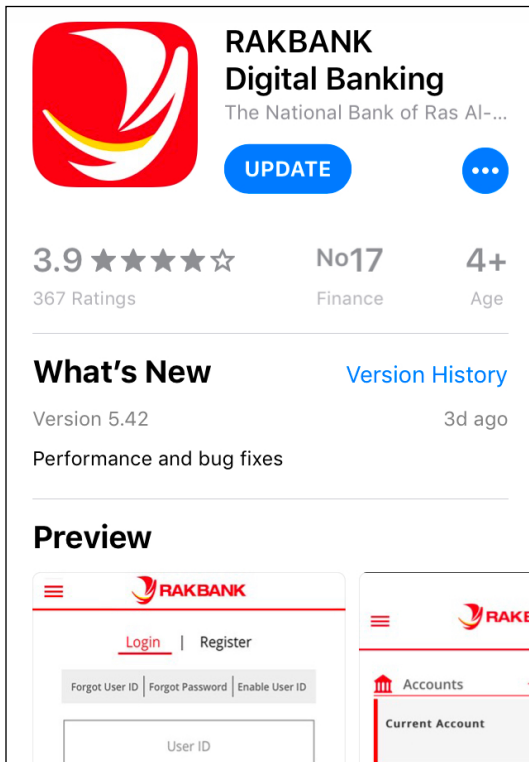 RAKBANK
Digital Banking
The National Bank of Ras Al-...
UPDATE
3.9
No17
4+
367 Ratings
Finance
Age
What's New
Version History
Version 5.42
3d ago
Performance and bug fixes
Preview
RAKBANK
Login | Register
Forgot User ID | Forgot Password | Enable User ID
User ID
RAKB
Accounts
Current Account